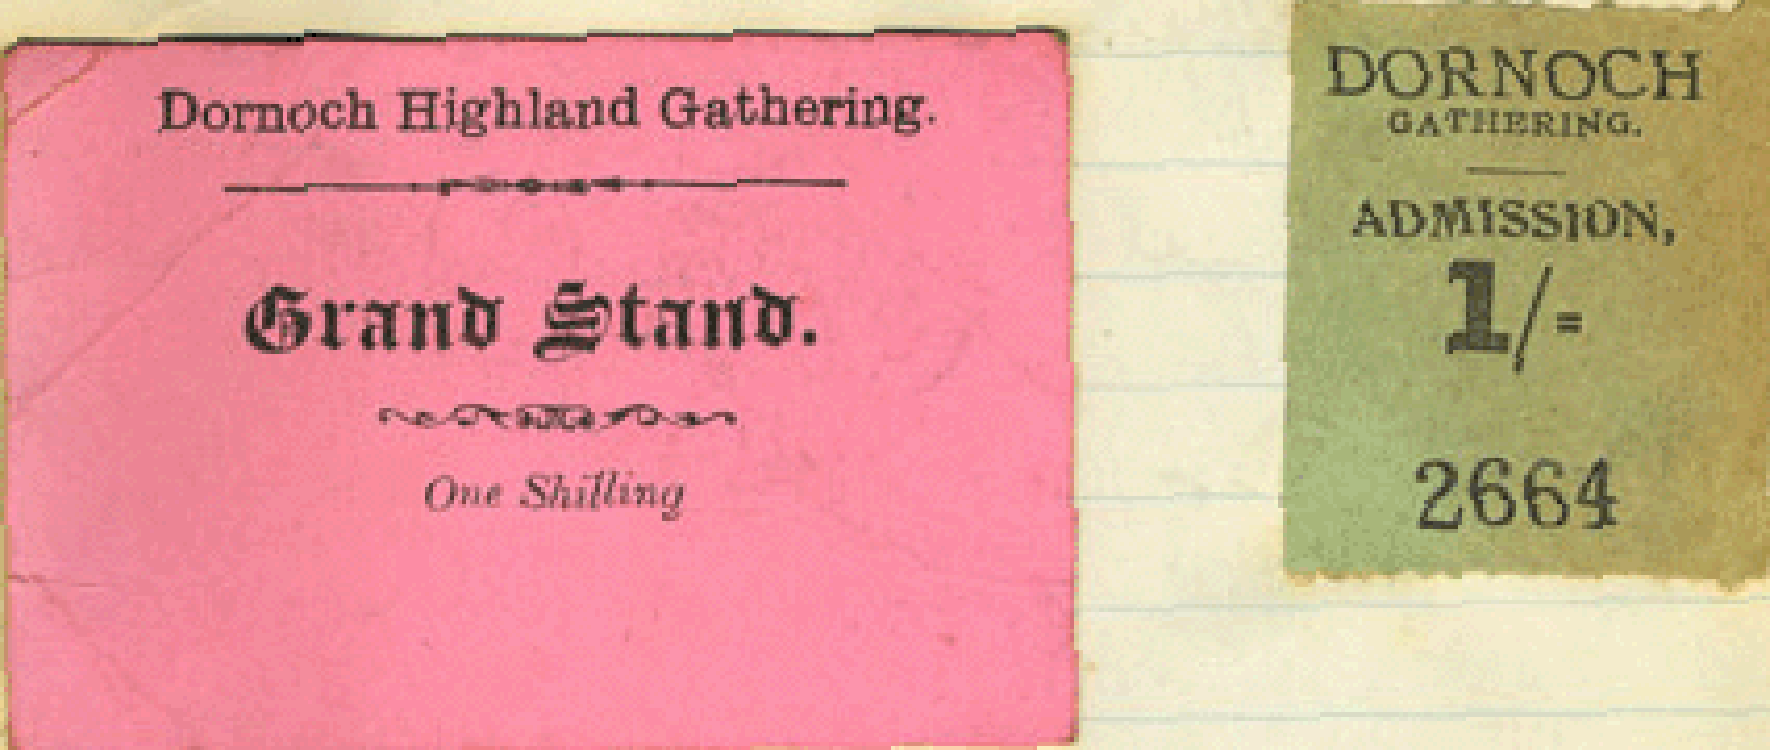 Dornoch Highland Gathering.
Grand Stand.
One Shilling
DORNOCH
GATHERING.
ADMISSION,
1/=
2664